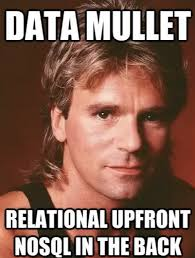 DATA MULLET
RELATIONAL UPFRONT
NOSQL IN THE BACK